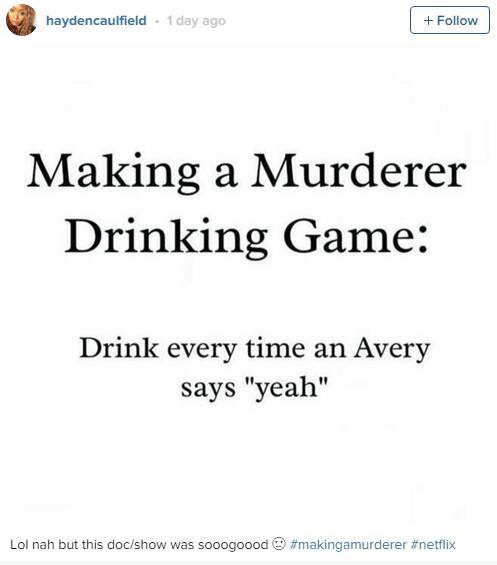 haydencaulfield · 1 day ago
+ Follow
Making a Murderer
Drinking Game:
Drink every time an Avery
says "yeah"
Lol nah but this doc/show was sooogoood 😐 #makingamurderer #netflix